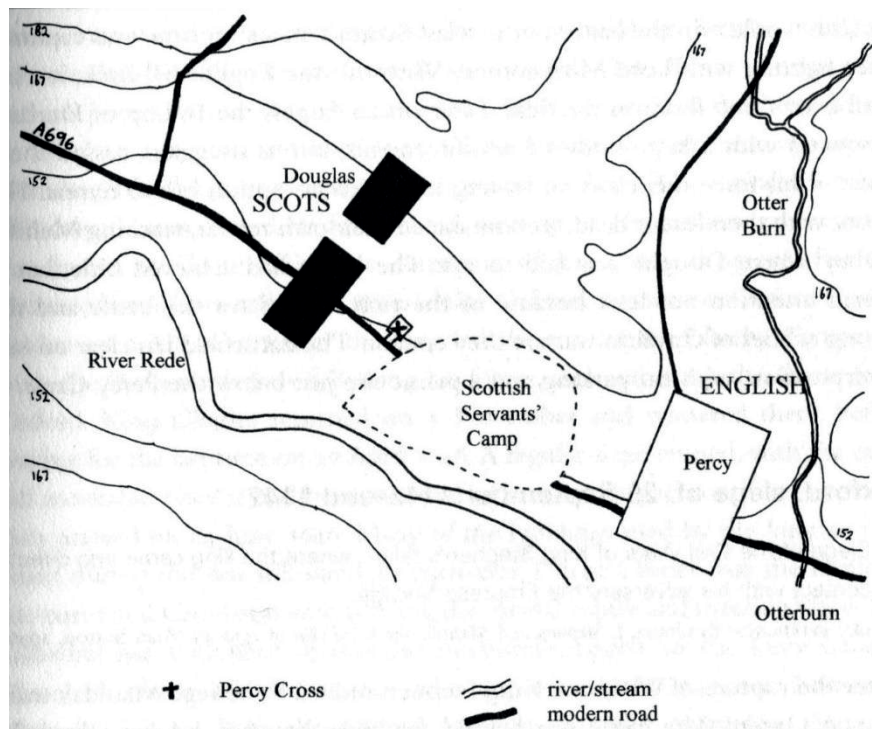 182
167
A696
152
Douglas
SCOTS
River Rede
152
167
Scottish
Servants'
Camp
167
Otter
Burn
167
ENGLISH
Percy
152
Otterburn
Percy Cross
river/stream
modern road